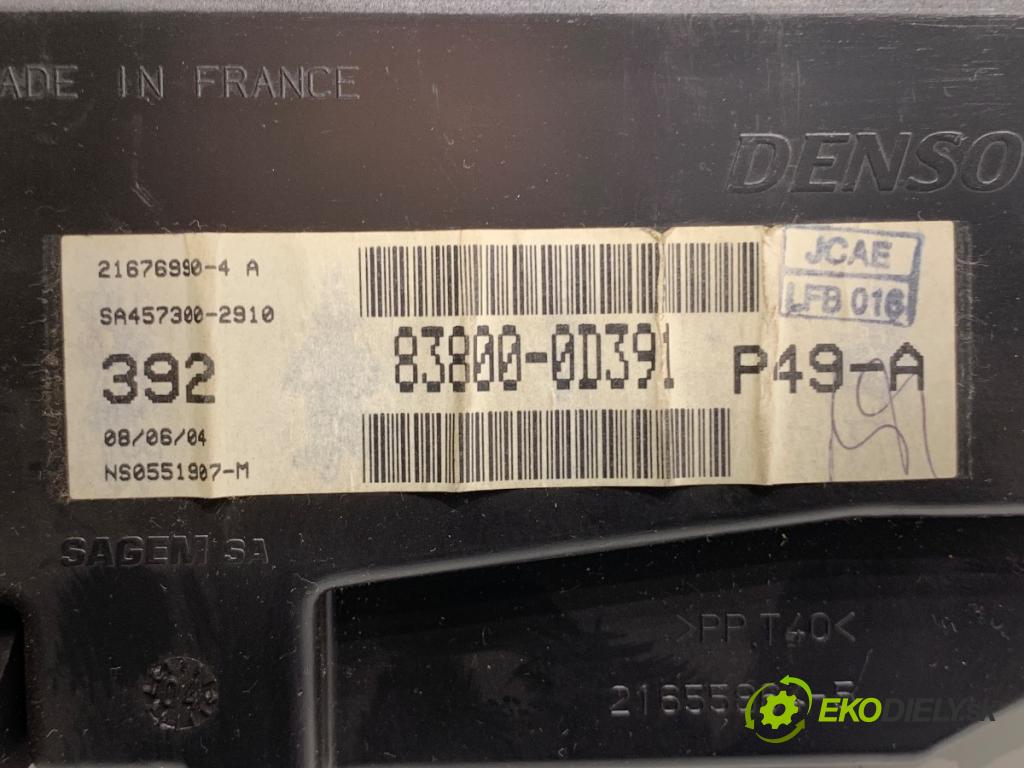 ADE IN FRANCE
DENSO
21676990-4 A
SA457300-2910
392
83800-0D391
P49-A
JCAE
LFB 016
08/06/04
NS0551907-M
SAGEM SA
>PP.T40<
EKODIELY.sk